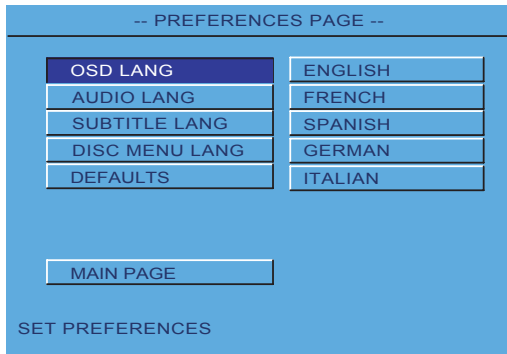 -- PREFERENCES PAGE --
OSD LANG
AUDIO LANG
SUBTITLE LANG
DISC MENU LANG
DEFAULTS
ENGLISH
FRENCH
SPANISH
GERMAN
ITALIAN
MAIN PAGE
SET PREFERENCES